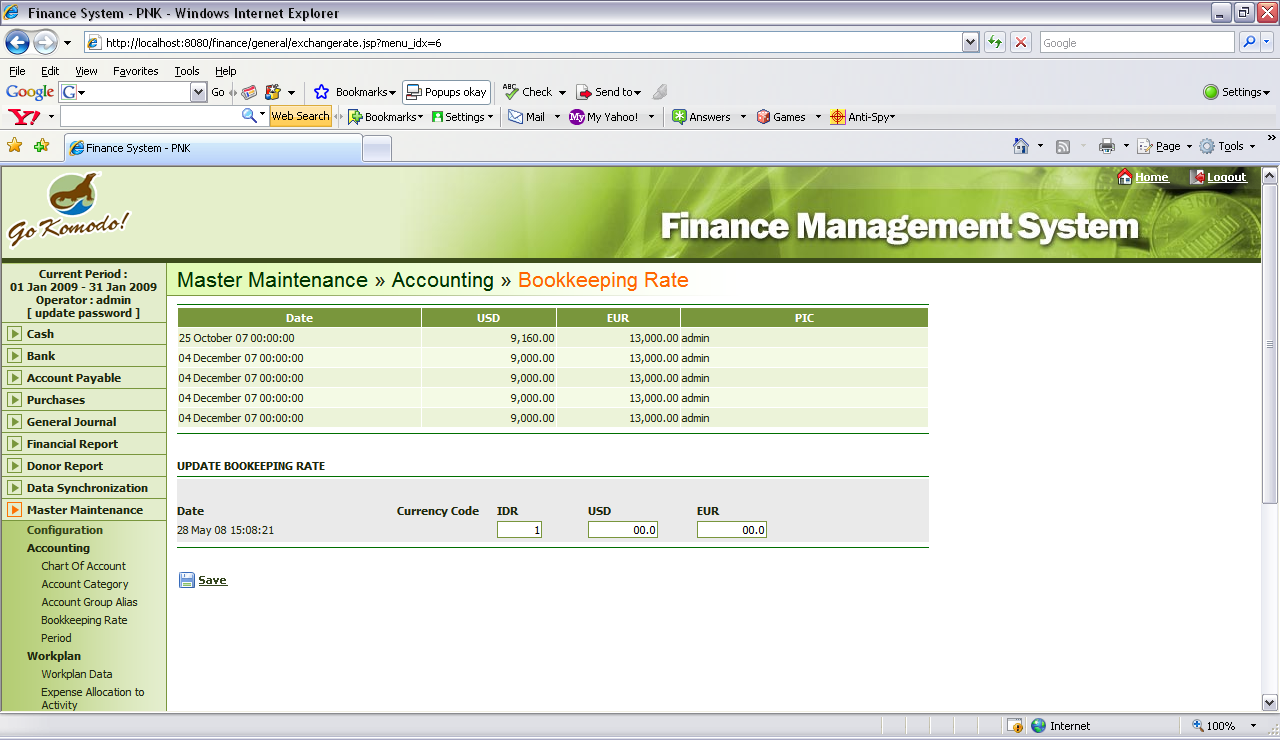 Finance System - PNK - Windows Internet Explorer
http://localhost:8080/finance/general/exchangerate.jsp?menu_idx=6
Google
File Edit View Favorites Tools Help
Google G Go Bookmarks Popups okay ABC Check Send to Settings
Y! Web Search Bookmarks Settings Mail My My Yahoo! Answers Games Anti-Spy
Finance System - PNK
Page Tools
Go Komodo!
Home Logout
Finance Management System
Current Period :
01 Jan 2009 - 31 Jan 2009
Operator : admin
[ update password ]
Cash
Bank
Account Payable
Purchases
General Journal
Financial Report
Donor Report
Data Synchronization
Master Maintenance
Configuration
Accounting
Chart Of Account
Account Category
Account Group Alias
Bookkeeping Rate
Period
Workplan
Workplan Data
Expense Allocation to
Activity
Master Maintenance » Accounting » Bookkeeping Rate
Date USD EUR PIC
25 October 07 00:00:00 9,160.00 13,000.00 admin
04 December 07 00:00:00 9,000.00 13,000.00 admin
04 December 07 00:00:00 9,000.00 13,000.00 admin
04 December 07 00:00:00 9,000.00 13,000.00 admin
04 December 07 00:00:00 9,000.00 13,000.00 admin
UPDATE BOOKEEPING RATE
Date Currency Code IDR USD EUR
28 May 08 15:08:21 1 00.0 00.0
Save
Internet 100%